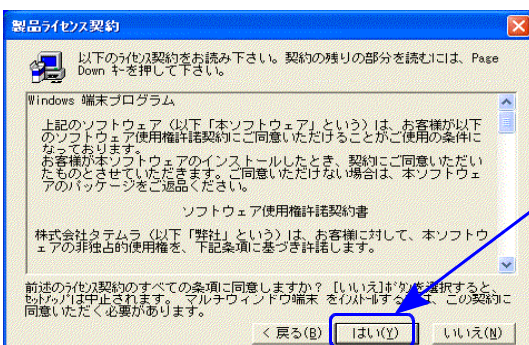 製品ライセンス契約
以下のライセンス契約をお読み下さい。契約の残りの部分を読むには、Page
Down キーを押して下さい。
Windows 端末プログラム
上記のソフトウェア（以下「本ソフトウェア」という）は、お客様が以下
のソフトウェア使用権許諾契約にご同意いただけることがご使用の条件に
なっております。
お客様が本ソフトウェアのインストールしたとき、契約にご同意いただい
たものとさせていただきます。ご同意いただけない場合は、本ソフトウェ
アのパッケージをご返品ください。
ソフトウェア使用権許諾契約書
株式会社タテムラ（以下「弊社」という）は、お客様に対して、本ソフトウ
ェアの非独占的使用権を、下記条項に基づき許諾します。
前述のライセンス契約のすべての条項に同意しますか？ [いいえ]ボタンを選択すると、
セットアップは中止されます。 マルチウィンドウ端末 をインストールする は、この契約に
同意いただく必要があります。
< 戻る(B) はい(Y) いいえ(N)